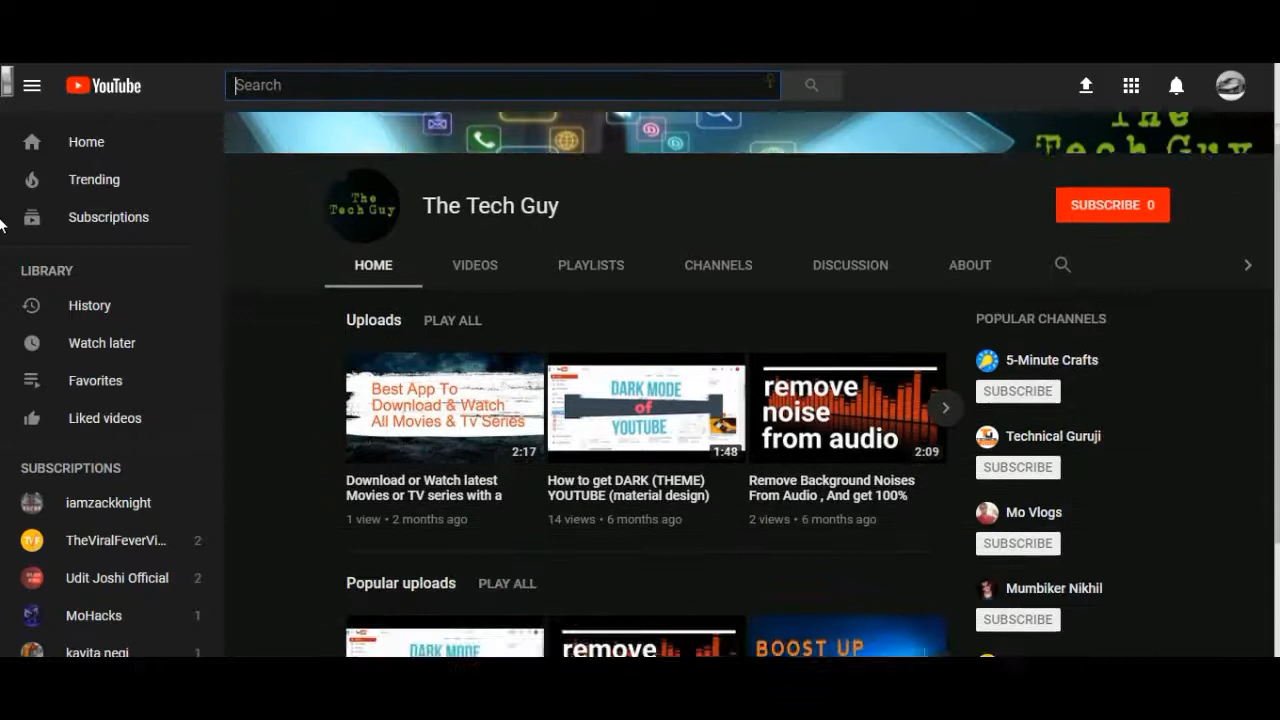 YouTube
Search
Home
Trending
Subscriptions
LIBRARY
History
Watch later
Favorites
Liked videos
SUBSCRIPTIONS
iamzackknight
TheViralFeverVi... 2
Udit Joshi Official 2
MoHacks 1
kavita negi 1
The
Tech Guy
The
Tech Guy
The Tech Guy
SUBSCRIBE 0
HOME VIDEOS PLAYLISTS CHANNELS DISCUSSION ABOUT
Uploads PLAY ALL
Best App To
Download & Watch
All Movies & Tv Series
2:17
Download or Watch latest
Movies or TV series with a
1 view • 2 months ago
DARK MODE
of
YOUTUBE
1:48
How to get DARK (THEME)
YOUTUBE (material design)
14 views • 6 months ago
remove
noise
from audio
2:09
Remove Background Noises
From Audio , And get 100%
2 views • 6 months ago
Popular uploads PLAY ALL
DARK MODE
remove
BOOST UP
POPULAR CHANNELS
5-Minute Crafts
SUBSCRIBE
Technical Guruji
SUBSCRIBE
Mo Vlogs
SUBSCRIBE
Mumbiker Nikhil
SUBSCRIBE